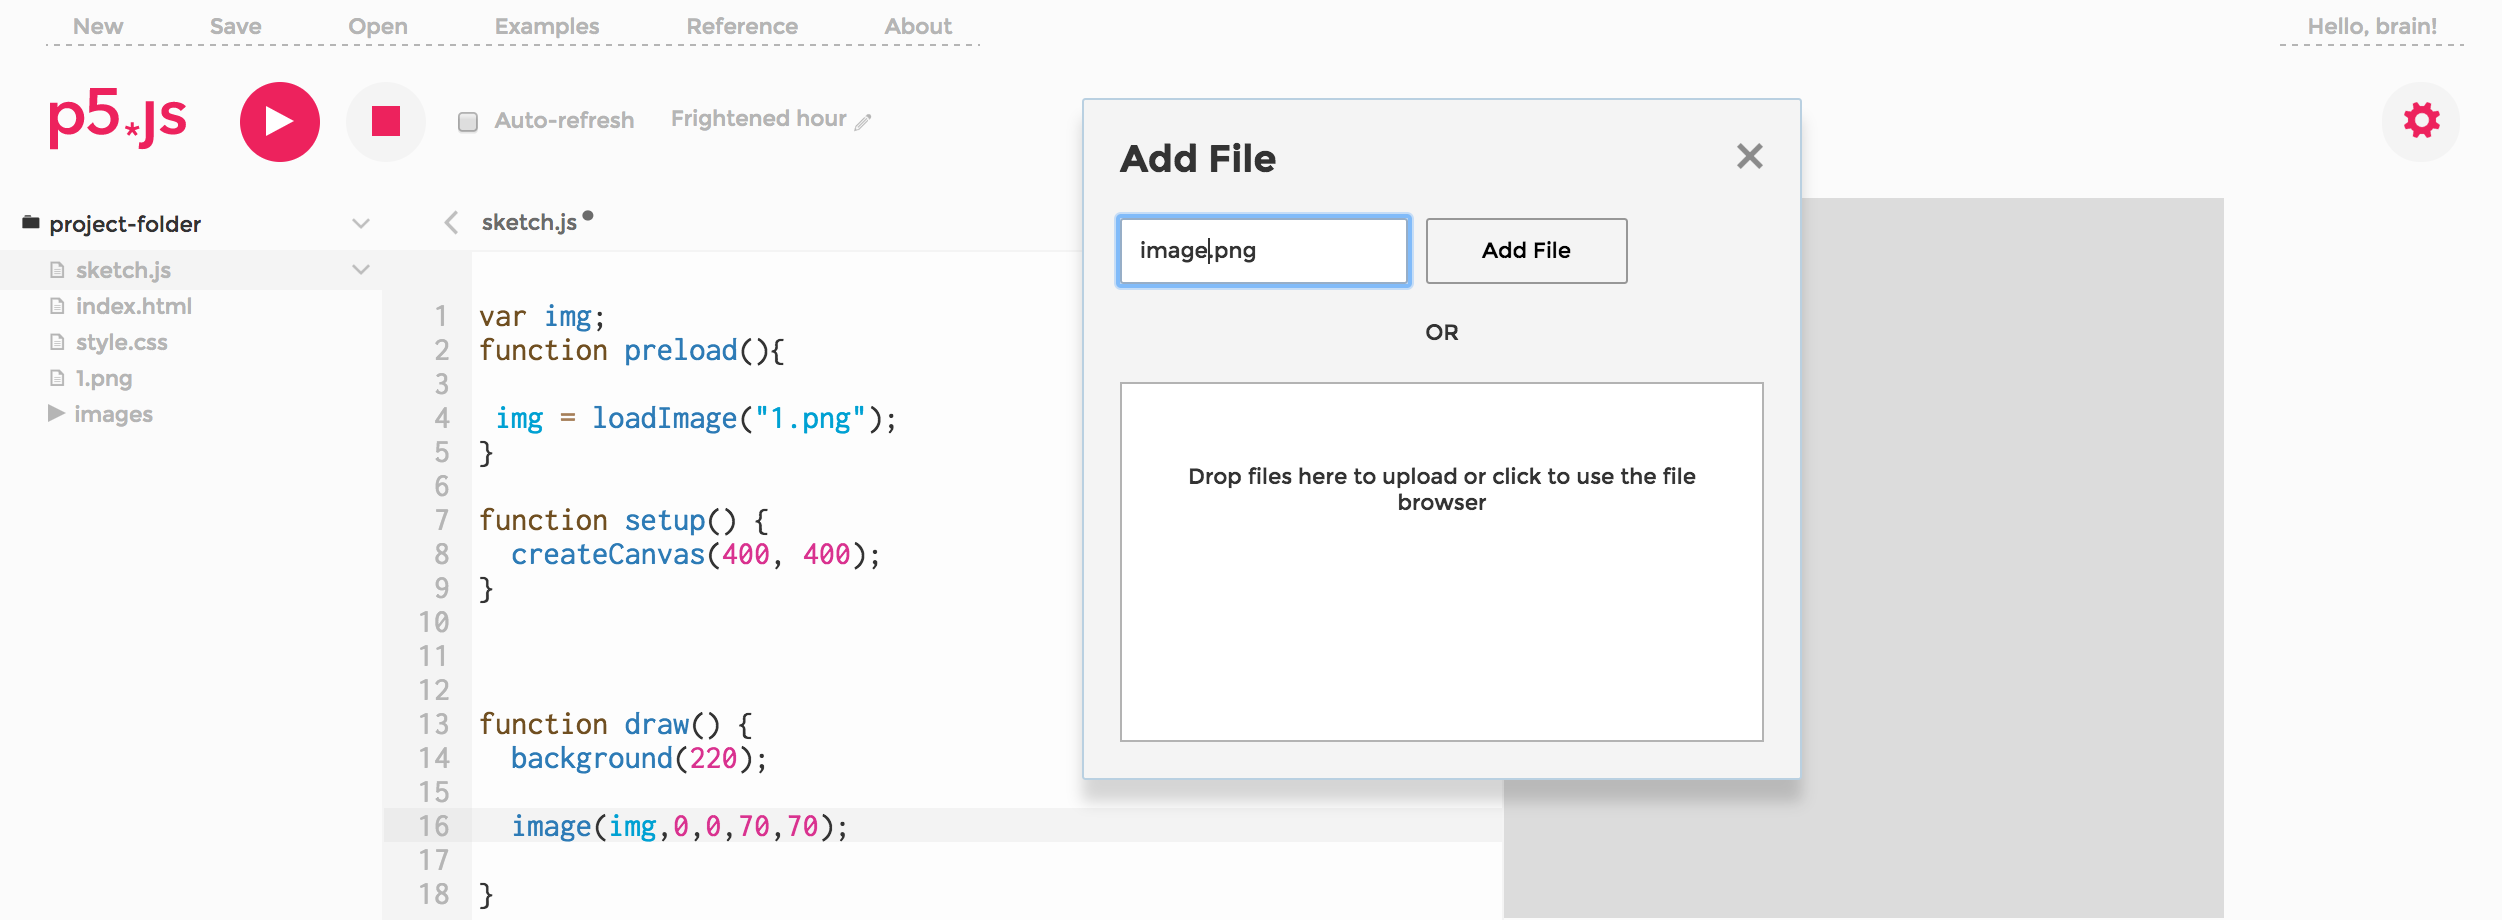 New Save Open Examples Reference About
Hello, brain!
p5*js
Auto-refresh
Frightened hour
project-folder
sketch.js
index.html
style.css
1.png
images
sketch.js
1 var img;
2 function preload(){
3
4 img = loadImage("1.png");
5 }
6
7 function setup() {
8 createCanvas(400, 400);
9 }
10
11
12
13 function draw() {
14 background(220);
15
16 image(img,0,0,70,70);
17
18 }
Add File
image.png
Add File
OR
Drop files here to upload or click to use the file
browser